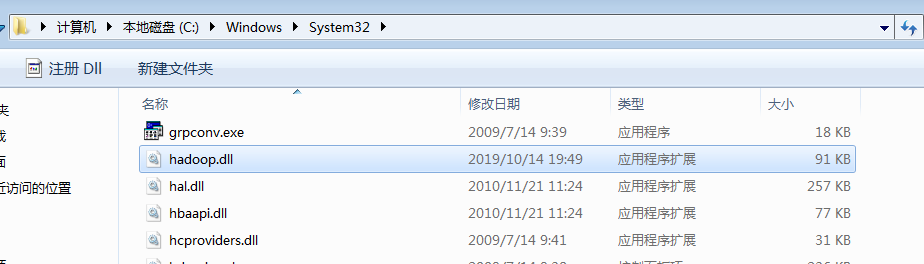 计算机 本地磁盘 (C:) Windows System32
注册 Dll 新建文件夹
名称 修改日期 类型 大小
grpconv.exe 2009/7/14 9:39 应用程序 18 KB
hadoop.dll 2019/10/14 19:49 应用程序扩展 91 KB
hal.dll 2010/11/21 11:24 应用程序扩展 257 KB
近访问的位置
hbaapi.dll 2010/11/21 11:24 应用程序扩展 77 KB
hcproviders.dll 2009/7/14 9:41 应用程序扩展 31 KB